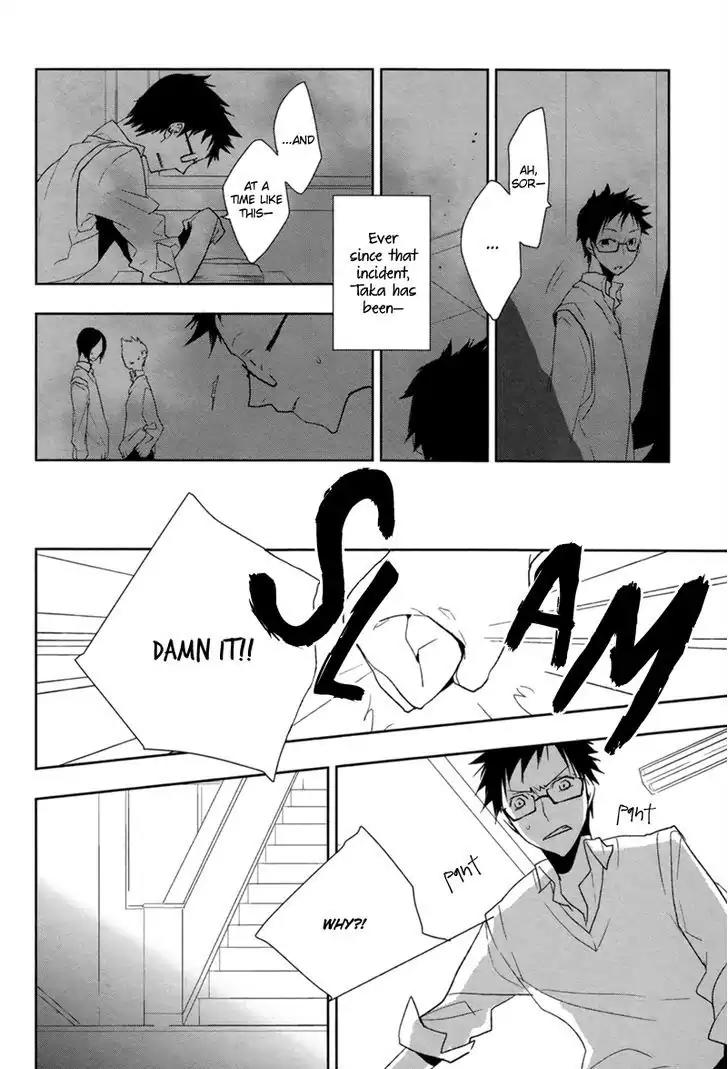 AH,
SOR—
...
Ever
since that
incident,
Taka has
been—
...AND
AT A
TIME LIKE
THIS—
SLAM
DAMN IT!!
pant
pant
WHY?!